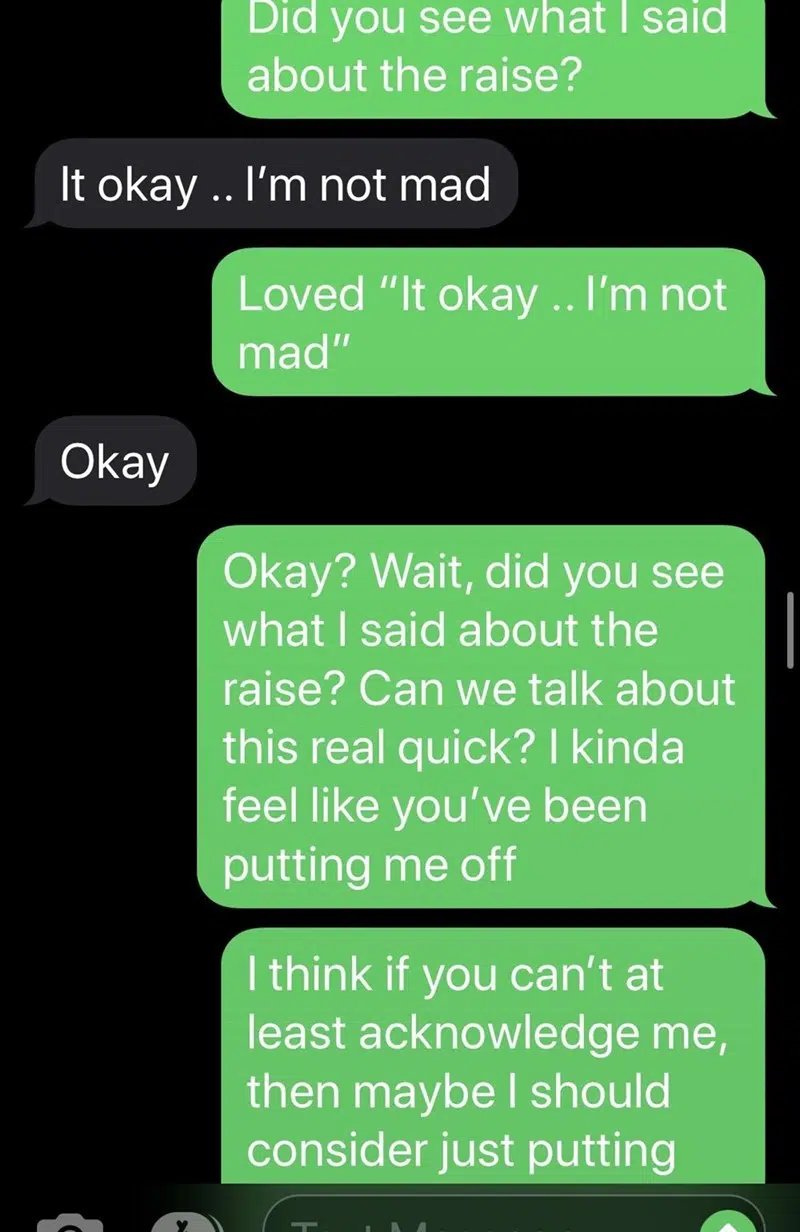 Did you see what I said
about the raise?
It okay .. I’m not mad
Loved “It okay .. I’m not
mad”
Okay
Okay? Wait, did you see
what I said about the
raise? Can we talk about
this real quick? I kinda
feel like you’ve been
putting me off
I think if you can’t at
least acknowledge me,
then maybe I should
consider just putting